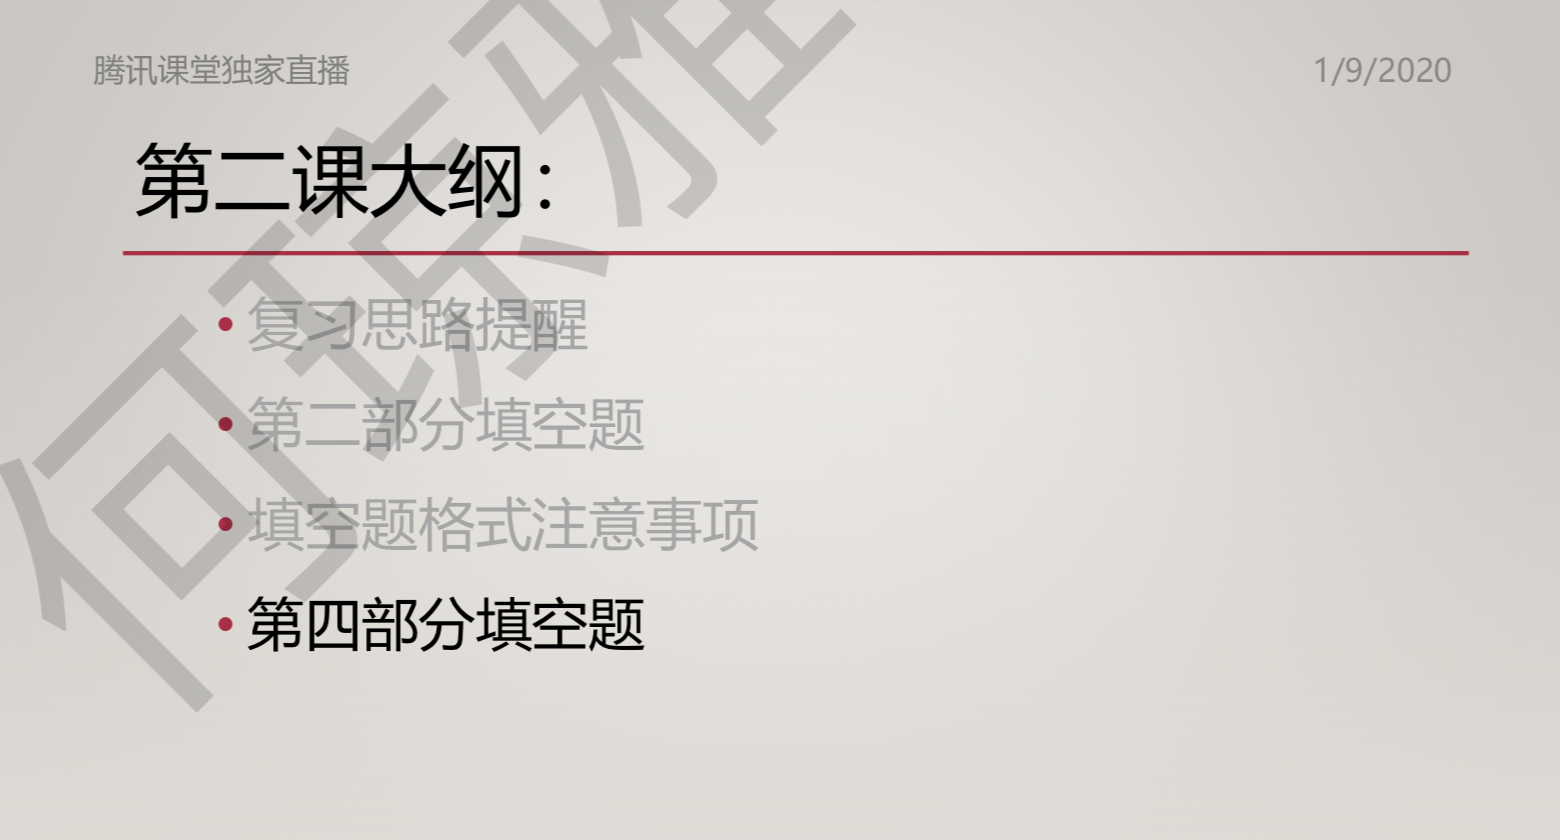 腾讯课堂独家直播
1/9/2020
第二课大纲：
• 复习思路提醒
• 第二部分填空题
• 填空题格式注意事项
• 第四部分填空题
何琼雅